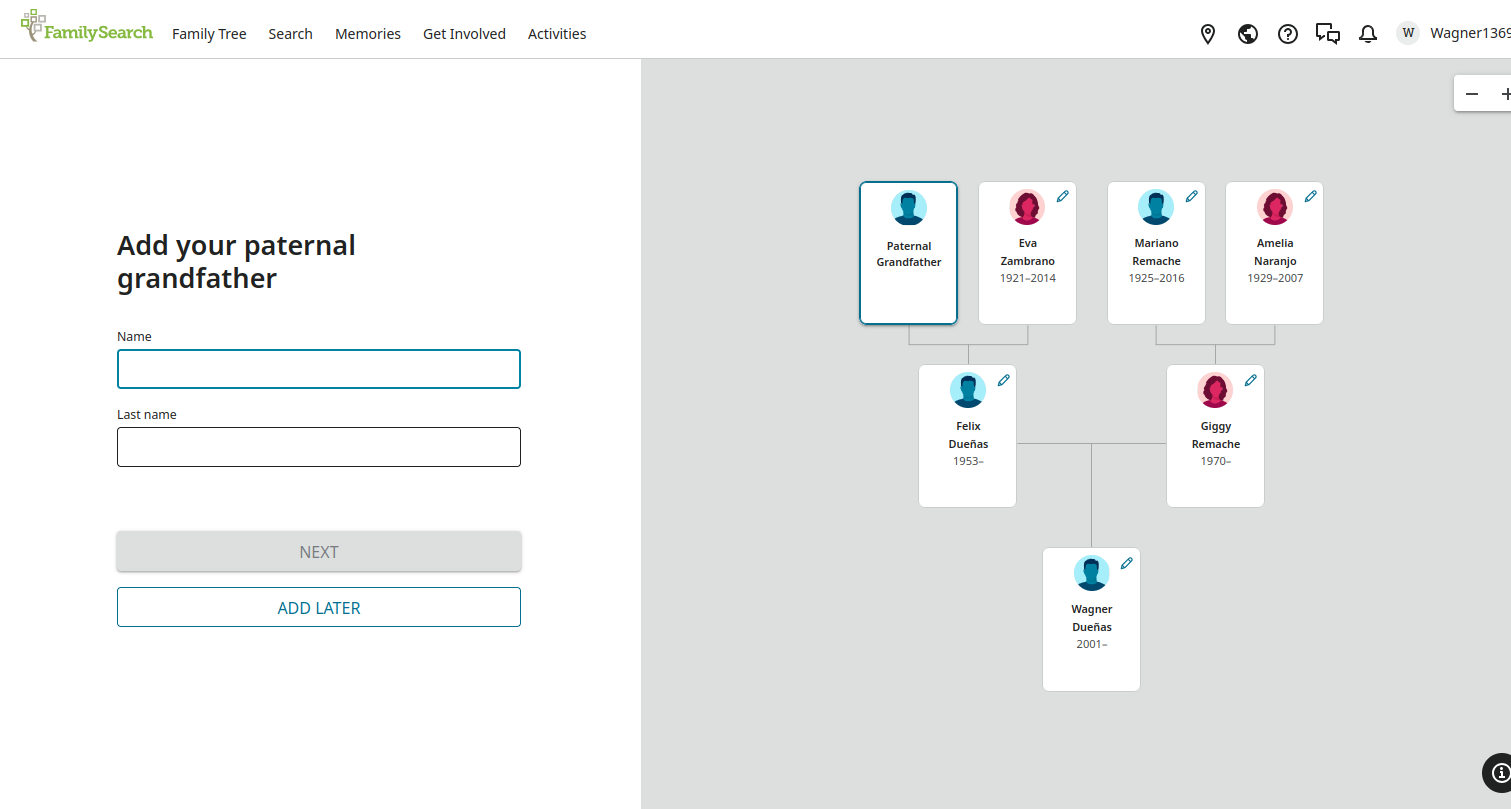 FamilySearch Family Tree Search Memories Get Involved Activities W Wagner1369
Add your paternal
grandfather
Name
Last name
NEXT
ADD LATER
Paternal
Grandfather
Eva
Zambrano
1921–2014
Mariano
Remache
1925–2016
Amelia
Naranjo
1929–2007
Felix
Dueñas
1953–
Giggy
Remache
1970–
Wagner
Dueñas
2001–